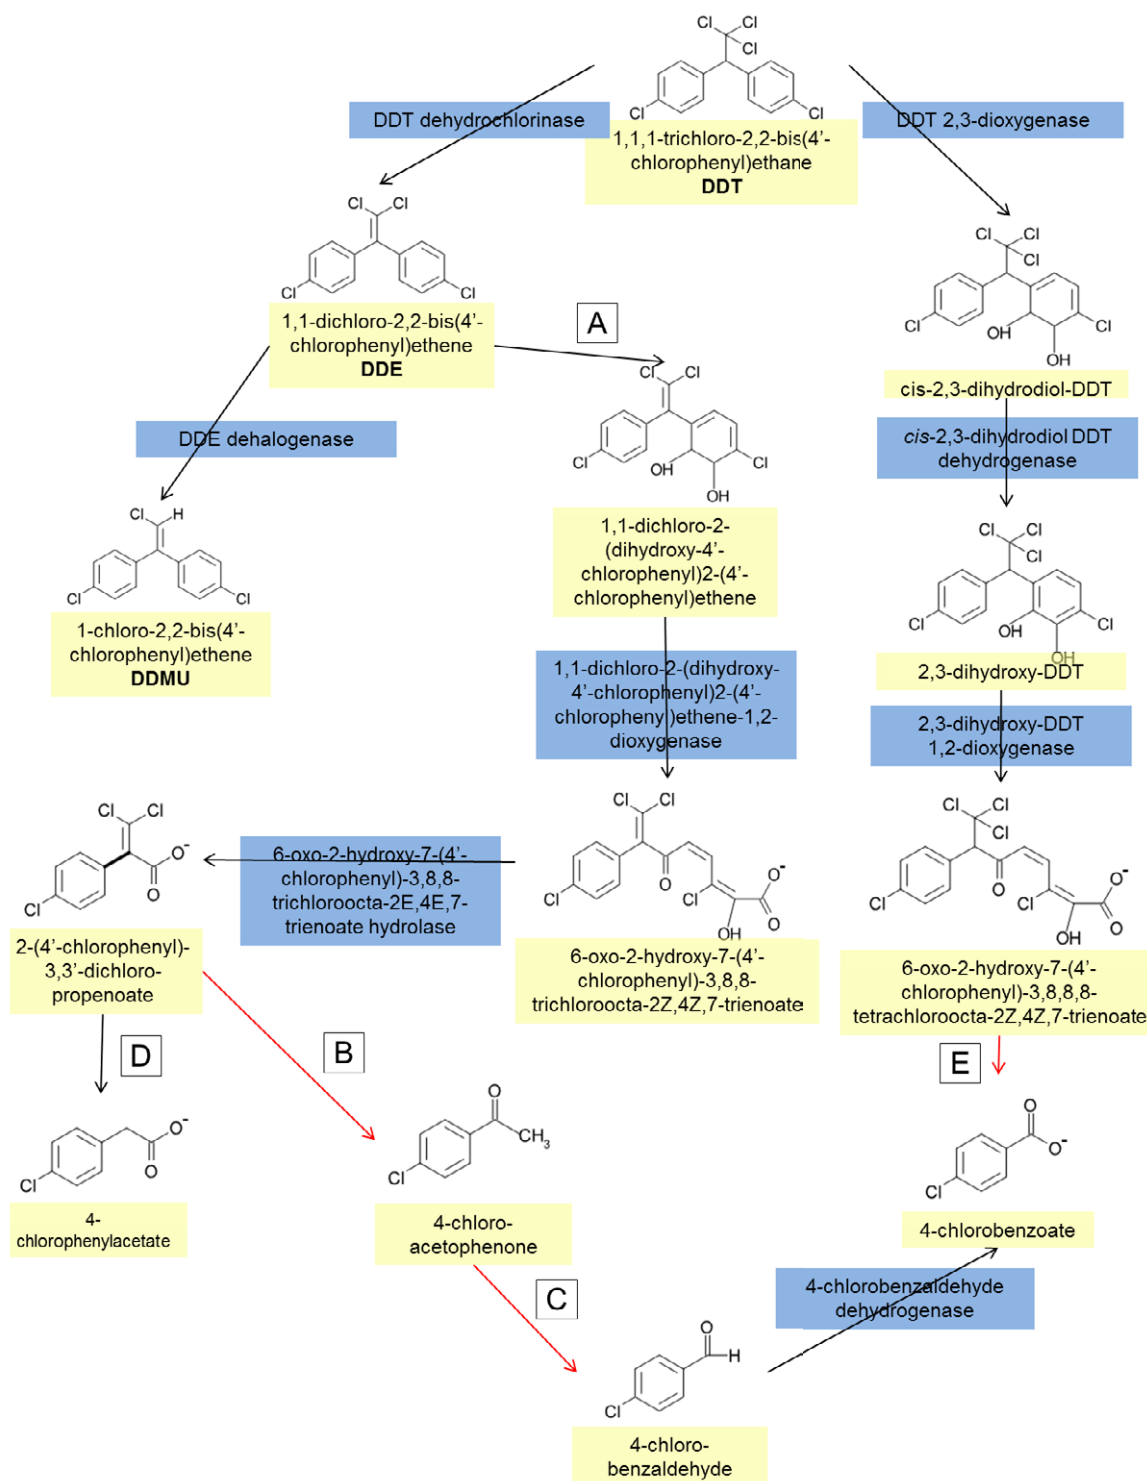 Cl
Cl
Cl
Cl
Cl
DDT dehydrochlorinase
DDT 2,3-dioxygenase
1,1,1-trichloro-2,2-bis(4'-
chlorophenyl)ethane
DDT
Cl
Cl
Cl
Cl
1,1-dichloro-2,2-bis(4'-
chlorophenyl)ethene
DDE
Cl
Cl
Cl
Cl
Cl
OH
OH
cis-2,3-dihydrodiol-DDT
A
Cl
Cl
Cl
Cl
OH
OH
DDE dehalogenase
cis-2,3-dihydrodiol DDT
dehydrogenase
Cl
H
Cl
Cl
1-chloro-2,2-bis(4'-
chlorophenyl)ethene
DDMU
1,1-dichloro-2-
(dihydroxy-4'-
chlorophenyl)2-(4'-
chlorophenyl)ethene
Cl
Cl
Cl
Cl
Cl
OH
OH
2,3-dihydroxy-DDT
1,1-dichloro-2-(dihydroxy-
4'-chlorophenyl)2-(4'-
chlorophenyl)ethene-1,2-
dioxygenase
2,3-dihydroxy-DDT
1,2-dioxygenase
Cl
Cl
O-
O
Cl
6-oxo-2-hydroxy-7-(4'-
chlorophenyl)-3,8,8-
trichloroocta-2E,4E,7-
trienoate hydrolase
Cl
Cl
Cl
O
Cl
O-
O
OH
Cl
Cl
Cl
Cl
O
Cl
O-
O
OH
2-(4'-chlorophenyl)-
3,3'-dichloro-
propenoate
6-oxo-2-hydroxy-7-(4'-
chlorophenyl)-3,8,8-
trichloroocta-2Z,4Z,7-trienoate
6-oxo-2-hydroxy-7-(4'-
chlorophenyl)-3,8,8,8-
tetrachloroocta-2Z,4Z,7-trienoate
D
B
E
O-
O
Cl
4-
chlorophenylacetate
O
CH3
Cl
4-chloro-
acetophenone
O
O-
Cl
4-chlorobenzoate
C
4-chlorobenzaldehyde
dehydrogenase
O
H
Cl
4-chloro-
benzaldehyde